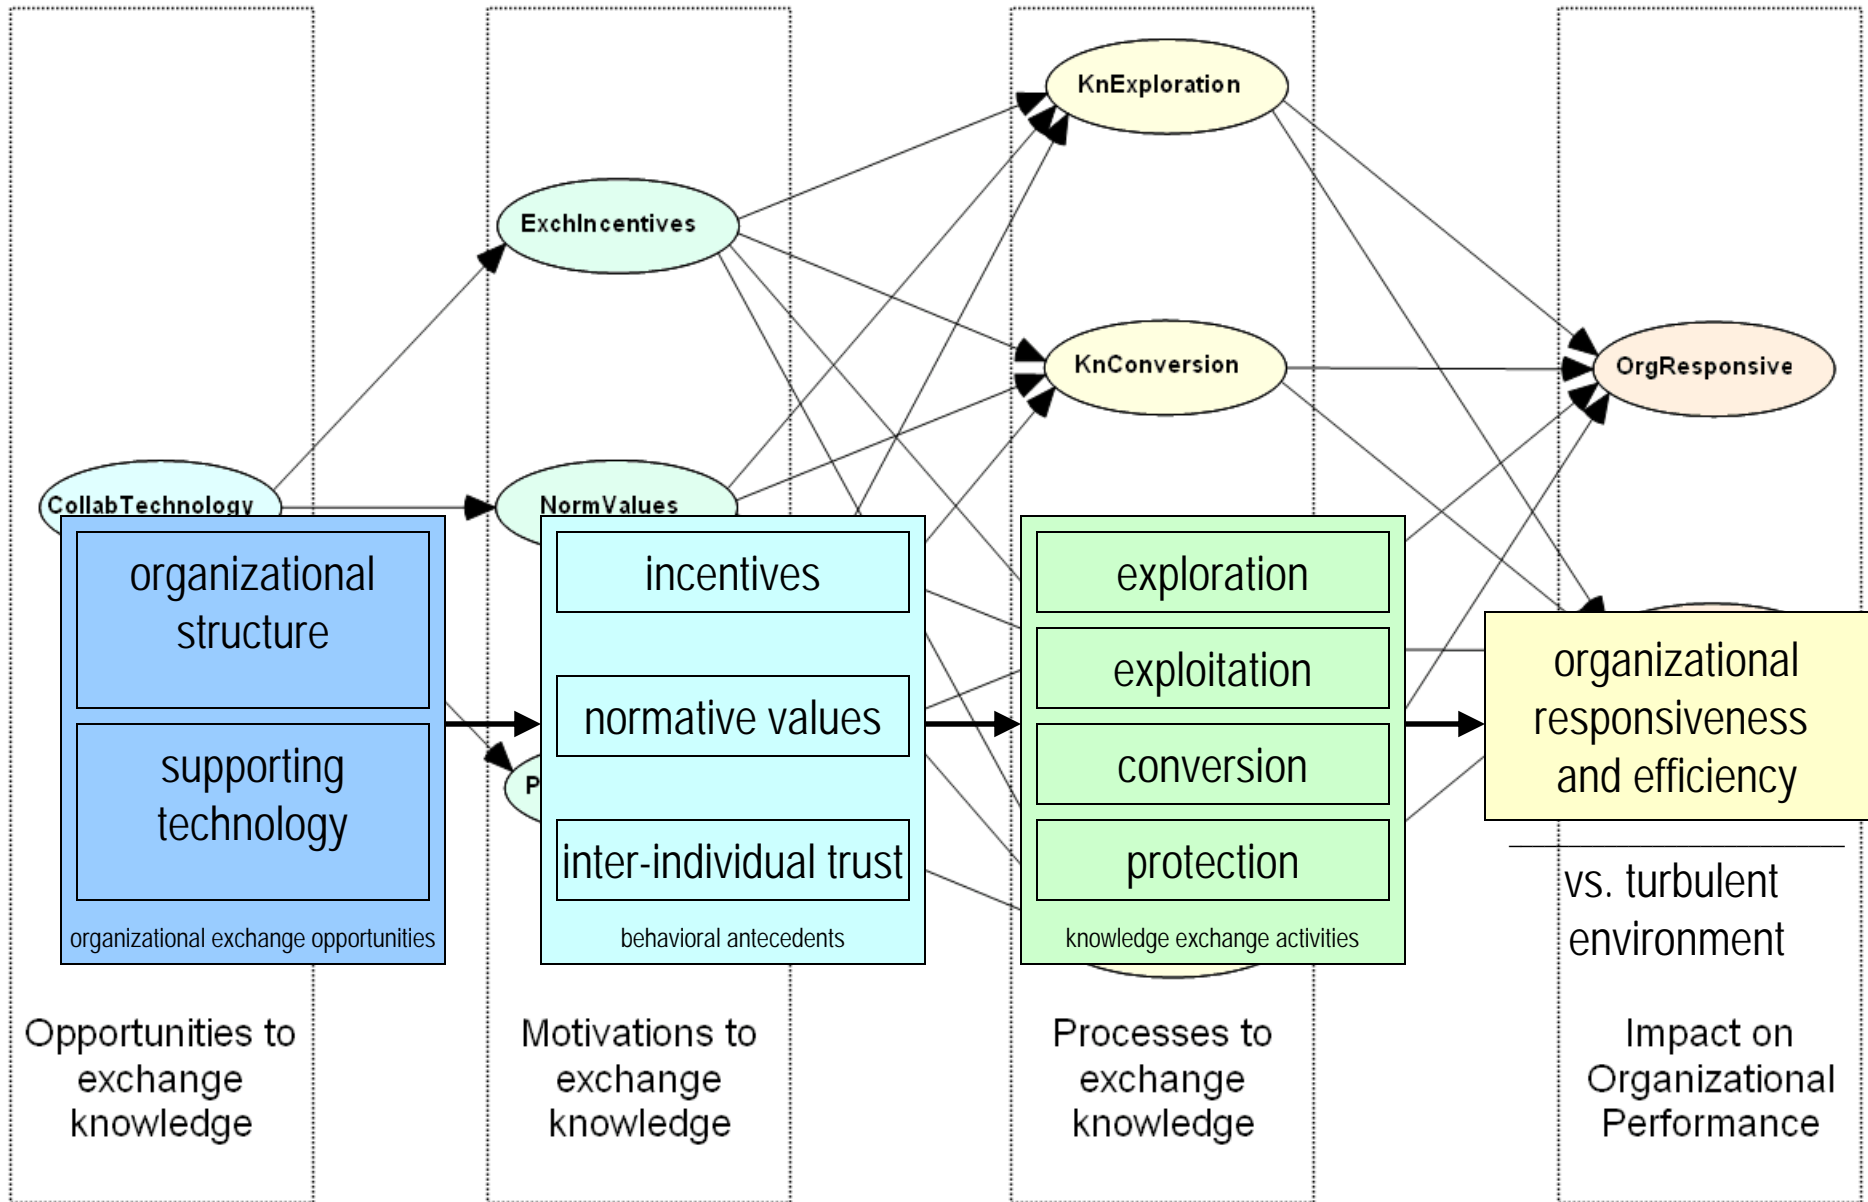 KnExploration
ExchIncentives
KnConversion
OrgResponsive
CollabTechnology
NormValues
P
organizational
structure
supporting
technology
organizational exchange opportunities
incentives
normative values
inter-individual trust
behavioral antecedents
exploration
exploitation
conversion
protection
knowledge exchange activities
organizational
responsiveness
and efficiency
vs. turbulent
environment
Opportunities to
exchange
knowledge
Motivations to
exchange
knowledge
Processes to
exchange
knowledge
Impact on
Organizational
Performance